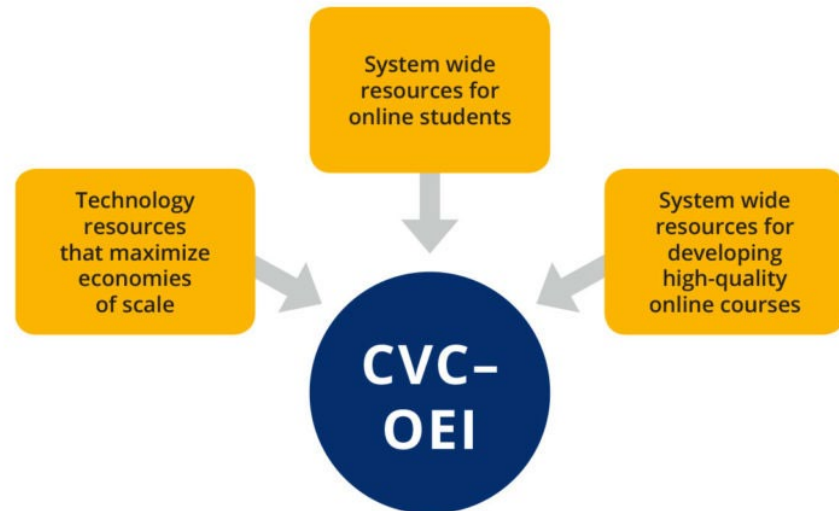 System wide
resources for
online students
Technology
resources
that maximize
economies
of scale
System wide
resources for
developing
high-quality
online courses
CVC–
OEI